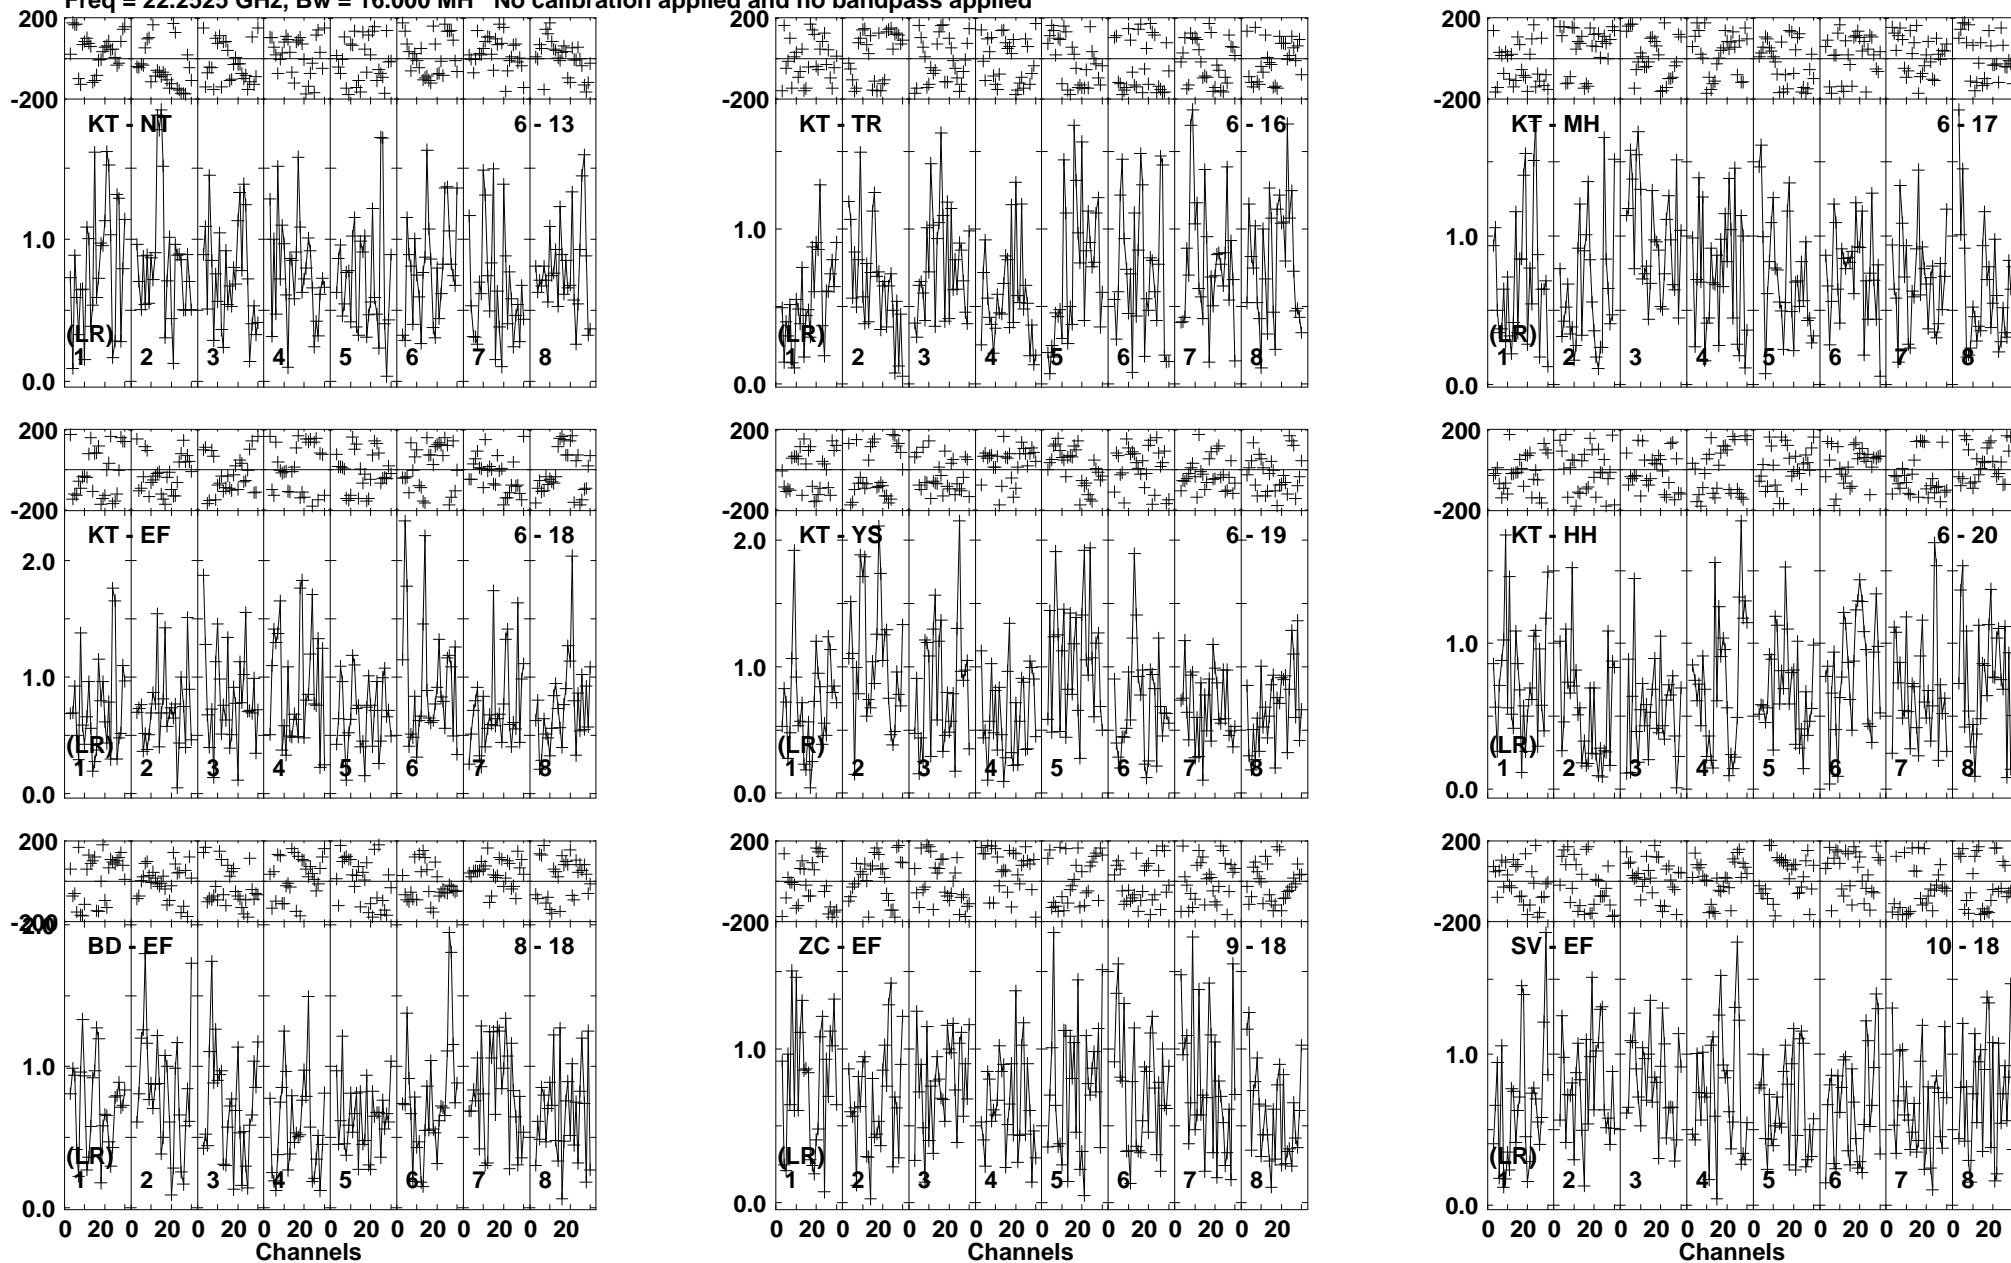 Freq = 22.2525 GHz, Bw = 16.000 MH No calibration applied and no bandpass applied
200 200 200
-200 -200 -200
KT - NT 6 - 13 KT - TR 6 - 16 KT - MH 6 - 17
1.0 1.0 1.0
(LR) (LR) (LR)
1 2 3 4 5 6 7 8 1 2 3 4 5 6 7 8 1 2 3 4 5 6 7 8
0.0 0.0 0.0
200 200 200
-200 -200 -200
KT - EF 6 - 18 KT - YS 6 - 19 KT - HH 6 - 20
2.0 2.0
1.0 1.0 1.0
(LR) (LR) (LR)
1 2 3 4 5 6 7 8 1 2 3 4 5 6 7 8 1 2 3 4 5 6 7 8
0.0 0.0 0.0
200 200 200
-200 -200 -200
2.0
BD - EF 8 - 18 ZC - EF 9 - 18 SV - EF 10 - 18
1.0 1.0 1.0
(LR) (LR) (LR)
1 2 3 4 5 6 7 8 1 2 3 4 5 6 7 8 1 2 3 4 5 6 7 8
0.0 0.0 0.0
0 20 0 20 0 20 0 20 0 20 0 20 0 20 0 20 0 20 0 20 0 20 0 20 0 20 0 20 0 20 0 20 0 20 0 20 0 20 0 20 0 20 0 20 0 20 0 20
Channels Channels Channels